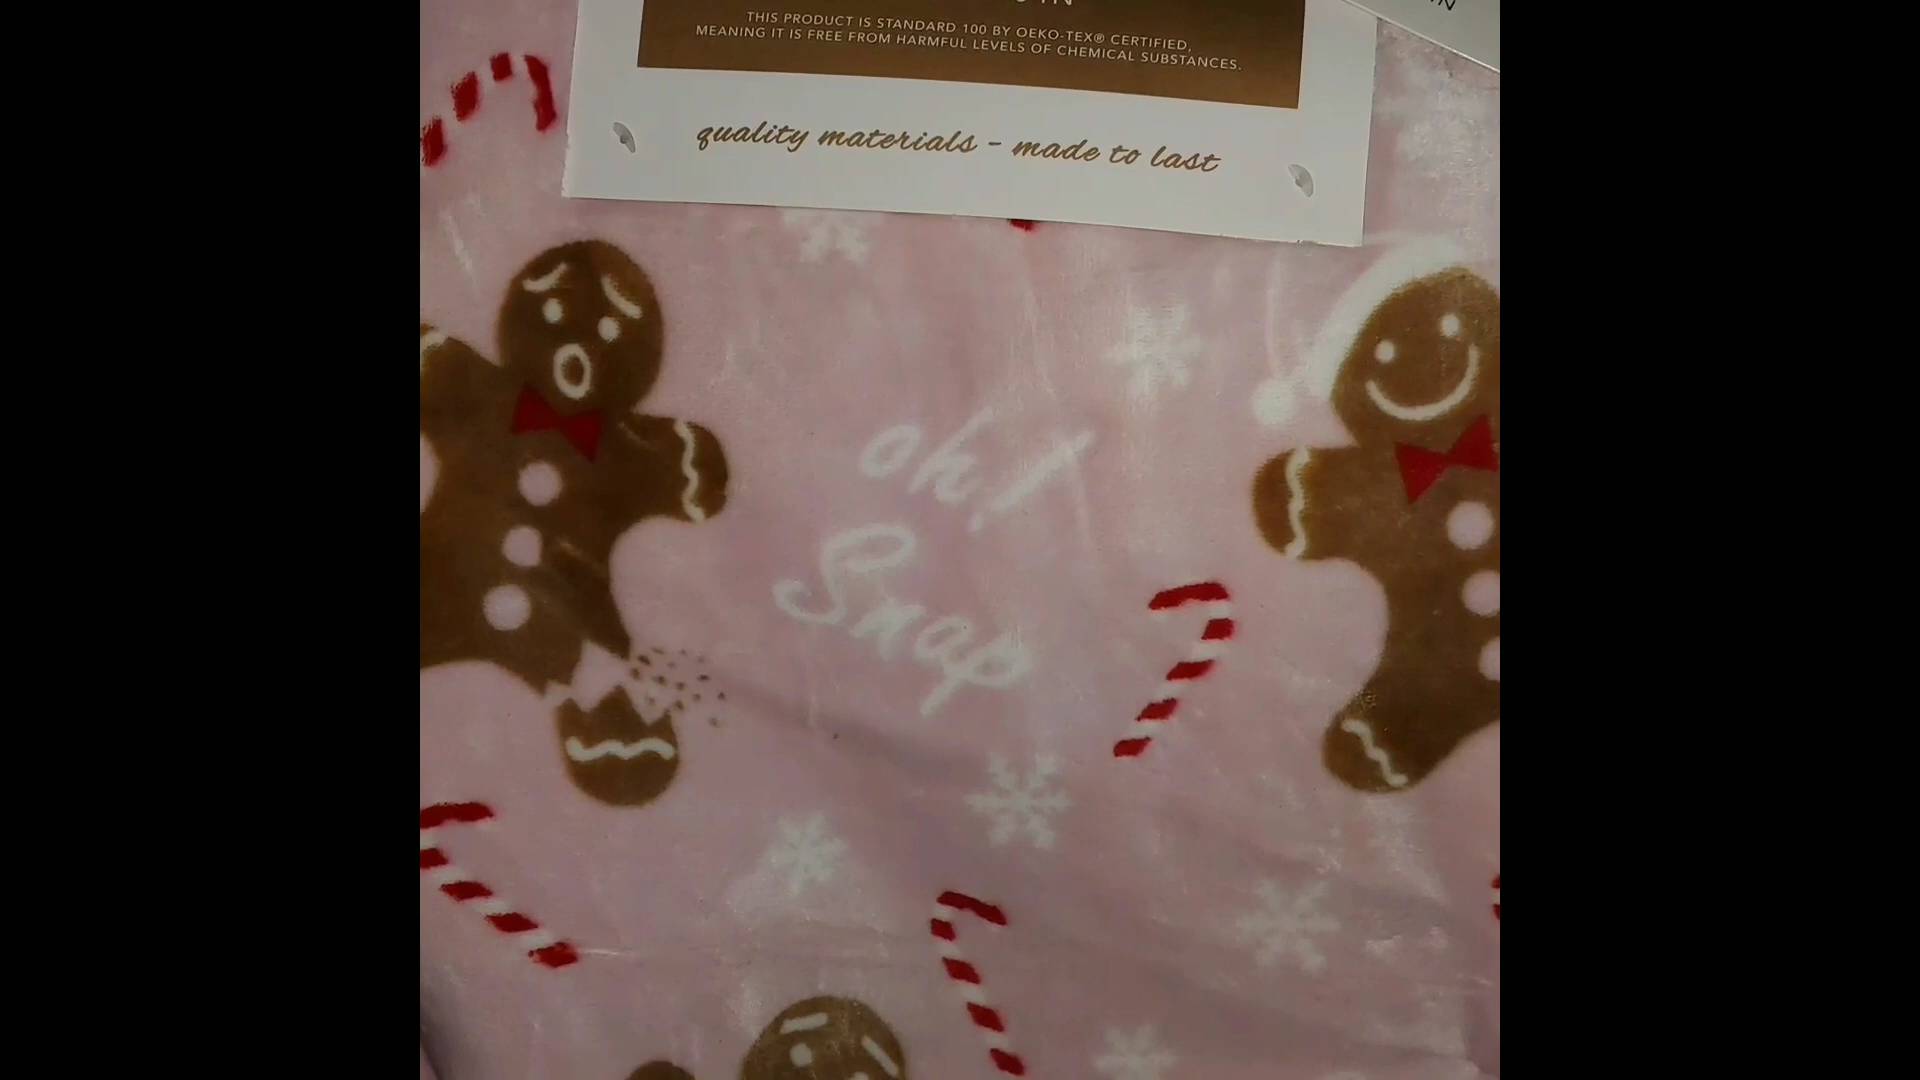 THIS PRODUCT IS STANDARD 100 BY OEKO-TEX® CERTIFIED,
MEANING IT IS FREE FROM HARMFUL LEVELS OF CHEMICAL SUBSTANCES.
quality materials - made to last
oh!
Snap